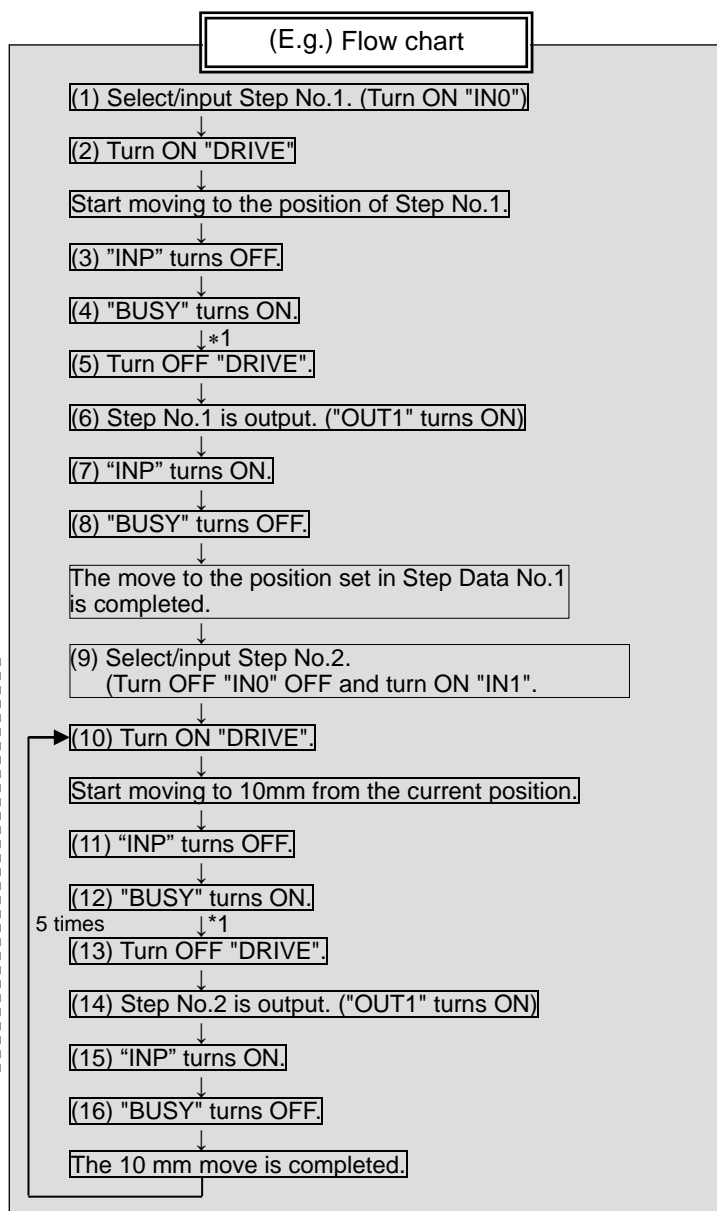 (E.g.) Flow chart
(1) Select/input Step No.1. (Turn ON "IN0")
↓
(2) Turn ON "DRIVE"
↓
Start moving to the position of Step No.1.
↓
(3) ”INP” turns OFF.
↓
(4) "BUSY" turns ON.
↓*1
(5) Turn OFF "DRIVE".
↓
(6) Step No.1 is output. ("OUT1" turns ON)
↓
(7) “INP” turns ON.
↓
(8) "BUSY" turns OFF.
↓
The move to the position set in Step Data No.1
is completed.
↓
(9) Select/input Step No.2.
(Turn OFF "IN0" OFF and turn ON "IN1".
↓
(10) Turn ON "DRIVE".
↓
Start moving to 10mm from the current position.
↓
(11) “INP” turns OFF.
↓
(12) "BUSY" turns ON.
5 times ↓*1
(13) Turn OFF "DRIVE".
↓
(14) Step No.2 is output. ("OUT1" turns ON)
↓
(15) “INP” turns ON.
↓
(16) "BUSY" turns OFF.
↓
The 10 mm move is completed.